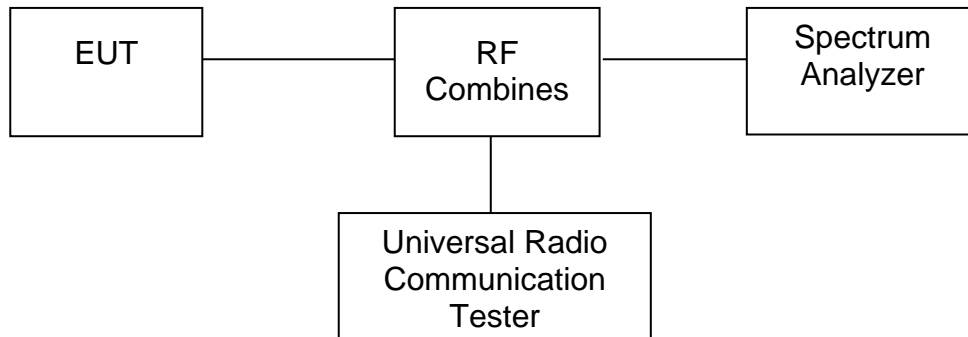 EUT
RF
Combines
Spectrum
Analyzer
Universal Radio
Communication
Tester